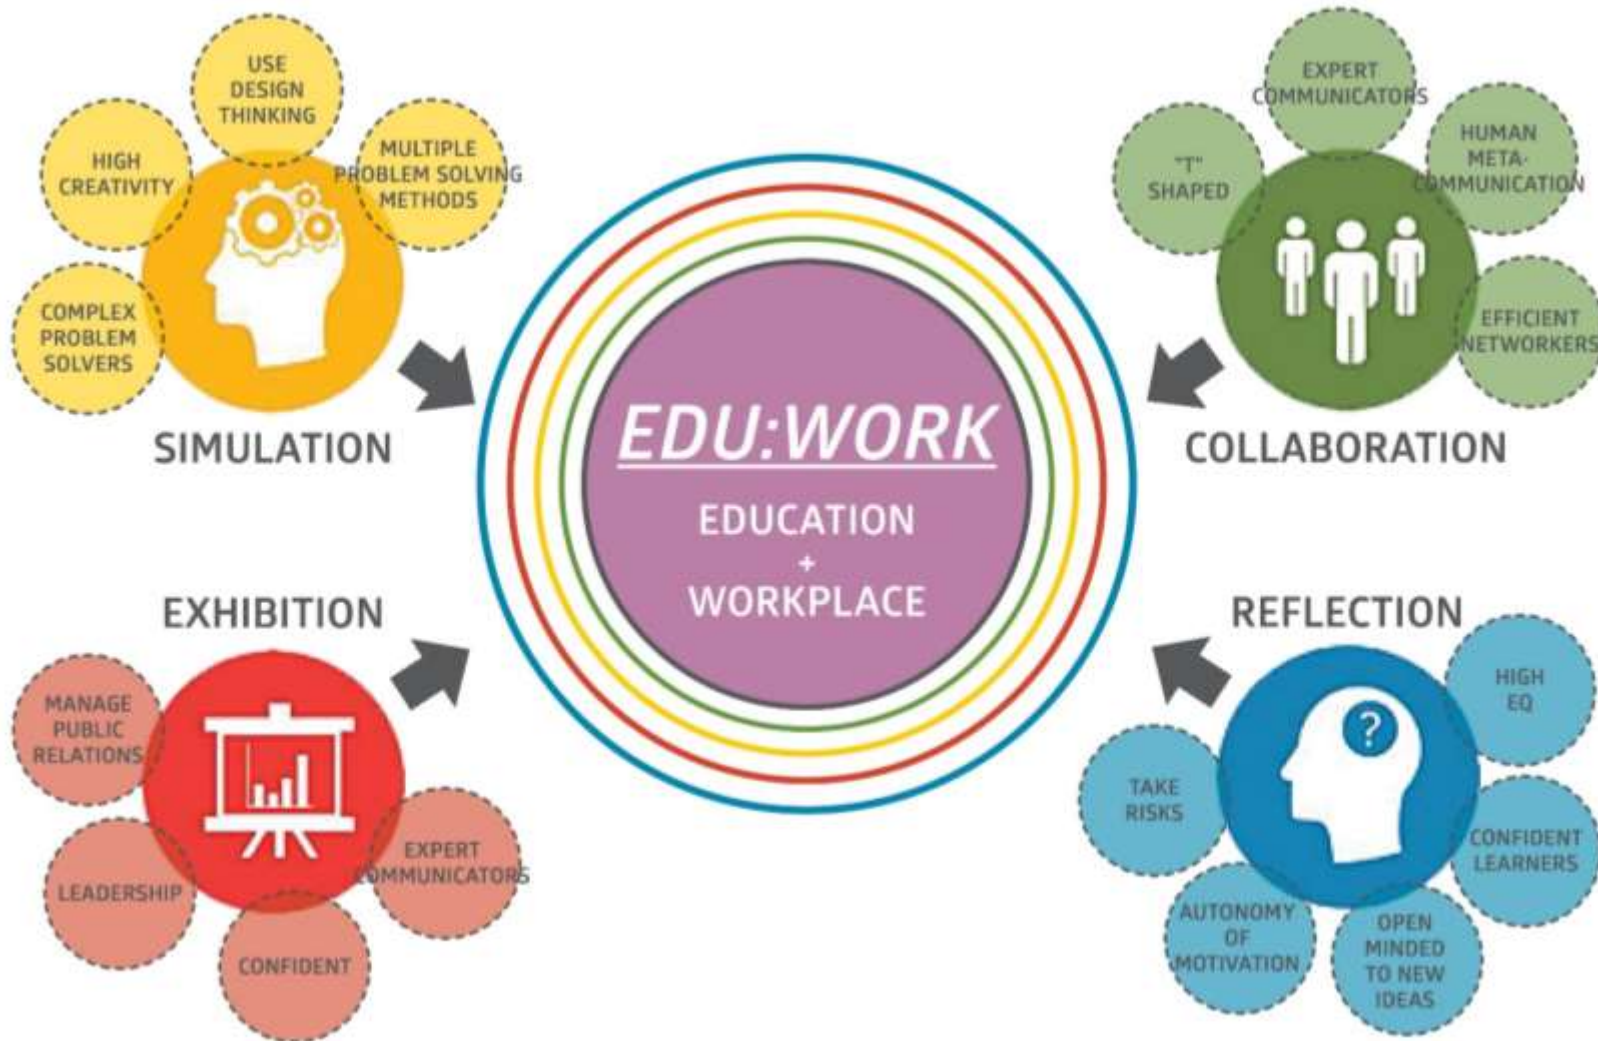 USE
DESIGN
THINKING
HIGH
CREATIVITY
MULTIPLE
PROBLEM SOLVING
METHODS
COMPLEX
PROBLEM
SOLVERS
SIMULATION
EXPERT
COMMUNICATORS
"T"
SHAPED
HUMAN
META-
COMMUNICATION
EFFICIENT
NETWORKERS
COLLABORATION
EDU:WORK
EDUCATION
+
WORKPLACE
EXHIBITION
MANAGE
PUBLIC
RELATIONS
LEADERSHIP
CONFIDENT
EXPERT
COMMUNICATORS
REFLECTION
HIGH
EQ
?
TAKE
RISKS
CONFIDENT
LEARNERS
AUTONOMY
OF
MOTIVATION
OPEN
MINDED
TO NEW
IDEAS